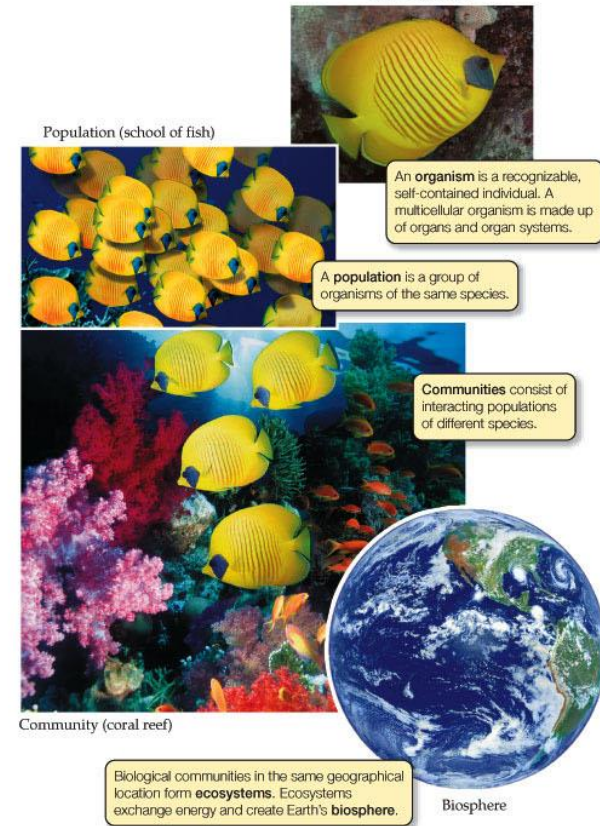 Population (school of fish)
An organism is a recognizable,
self-contained individual. A
multicellular organism is made up
of organs and organ systems.
A population is a group of
organisms of the same species.
Communities consist of
interacting populations
of different species.
Community (coral reef)
Biological communities in the same geographical
location form ecosystems. Ecosystems
exchange energy and create Earth's biosphere.
Biosphere